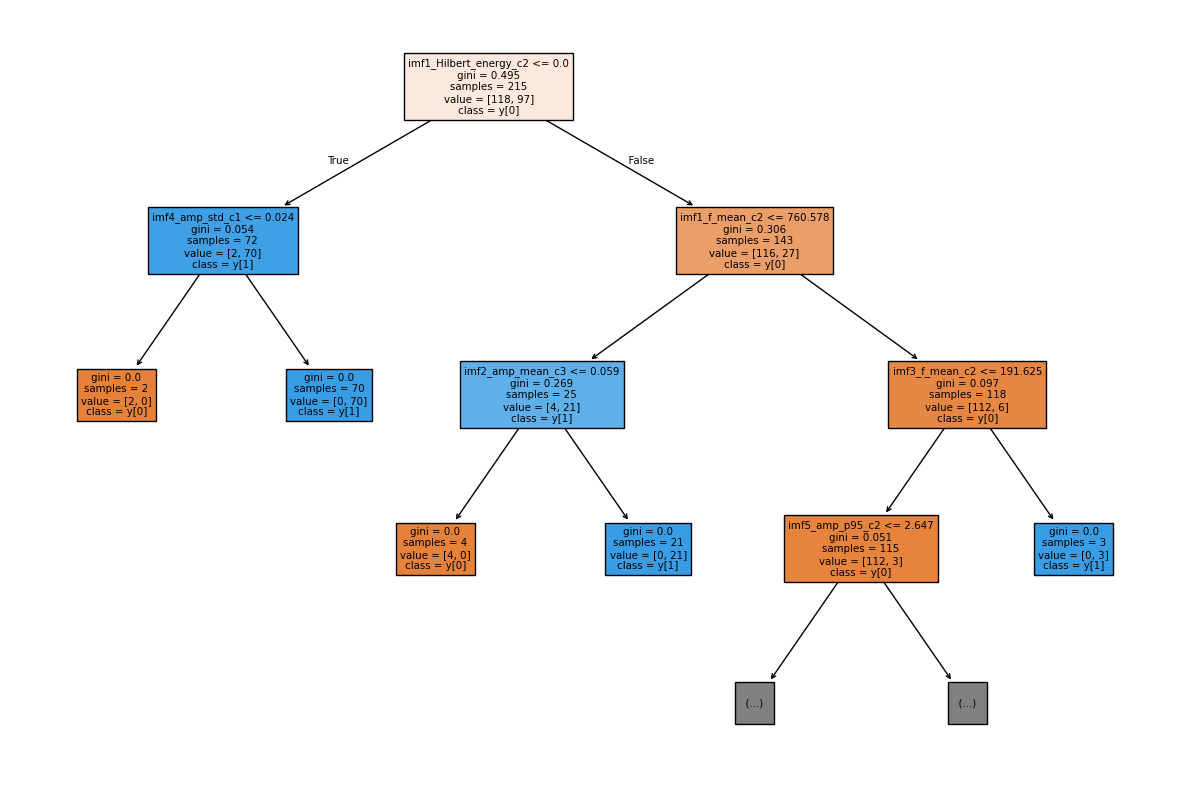 imf1_Hilbert_energy_c2 <= 0.0
gini = 0.495
samples = 215
value = [118, 97]
class = y[0]
True
False
imf4_amp_std_c1 <= 0.024
gini = 0.054
samples = 72
value = [2, 70]
class = y[1]
imf1_f_mean_c2 <= 760.578
gini = 0.306
samples = 143
value = [116, 27]
class = y[0]
gini = 0.0
samples = 2
value = [2, 0]
class = y[0]
gini = 0.0
samples = 70
value = [0, 70]
class = y[1]
imf2_amp_mean_c3 <= 0.059
gini = 0.269
samples = 25
value = [4, 21]
class = y[1]
imf3_f_mean_c2 <= 191.625
gini = 0.097
samples = 118
value = [112, 6]
class = y[0]
gini = 0.0
samples = 4
value = [4, 0]
class = y[0]
gini = 0.0
samples = 21
value = [0, 21]
class = y[1]
imf5_amp_p95_c2 <= 2.647
gini = 0.051
samples = 115
value = [112, 3]
class = y[0]
gini = 0.0
samples = 3
value = [0, 3]
class = y[1]
(...)
(...)